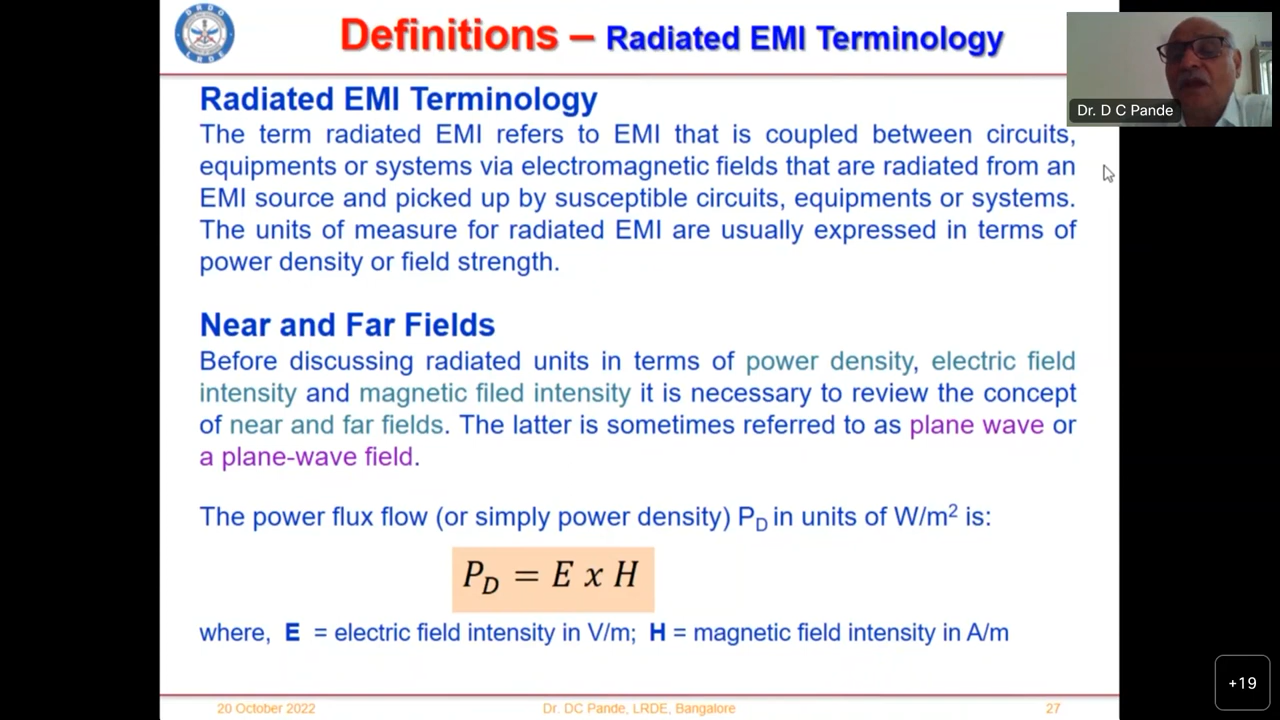 DRDO
LRDE
Definitions – Radiated EMI Terminology
Dr. D C Pande
Radiated EMI Terminology
The term radiated EMI refers to EMI that is coupled between circuits,
equipments or systems via electromagnetic fields that are radiated from an
EMI source and picked up by susceptible circuits, equipments or systems.
The units of measure for radiated EMI are usually expressed in terms of
power density or field strength.
Near and Far Fields
Before discussing radiated units in terms of power density, electric field
intensity and magnetic filed intensity it is necessary to review the concept
of near and far fields. The latter is sometimes referred to as plane wave or
a plane-wave field.
The power flux flow (or simply power density) P_D in units of W/m² is:
P_D = E x H
where, E = electric field intensity in V/m; H = magnetic field intensity in A/m
+19
20 October 2022 Dr. DC Pande, LRDE, Bangalore 27